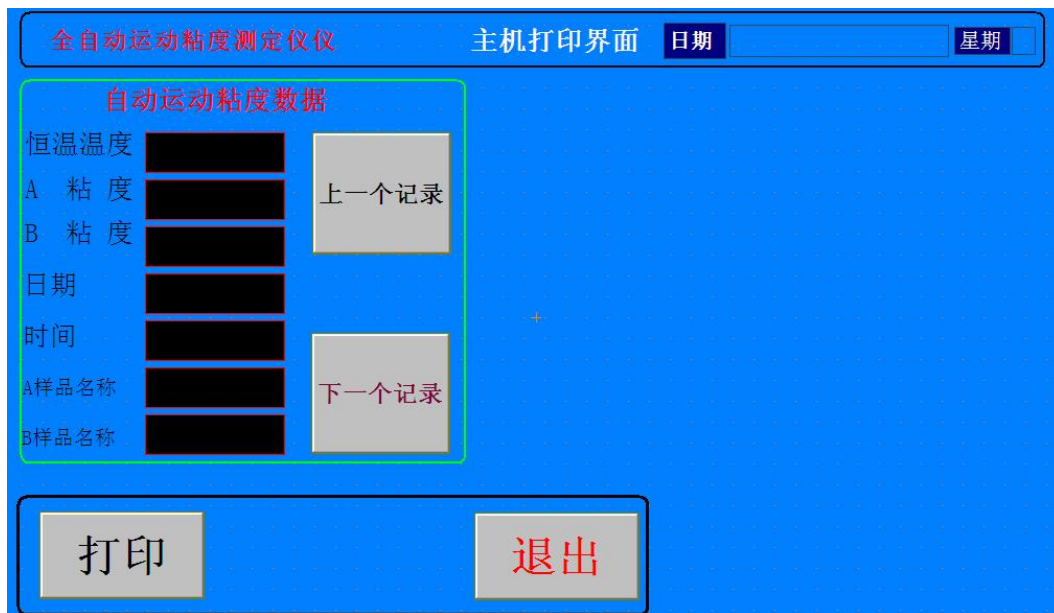 全自动运动粘度测定仪仪 主机打印界面 日期 星期
自动运动粘度数据
恒温温度
A 粘 度
上一个记录
B 粘 度
日期
时间
A样品名称
下一个记录
B样品名称
打印 退出